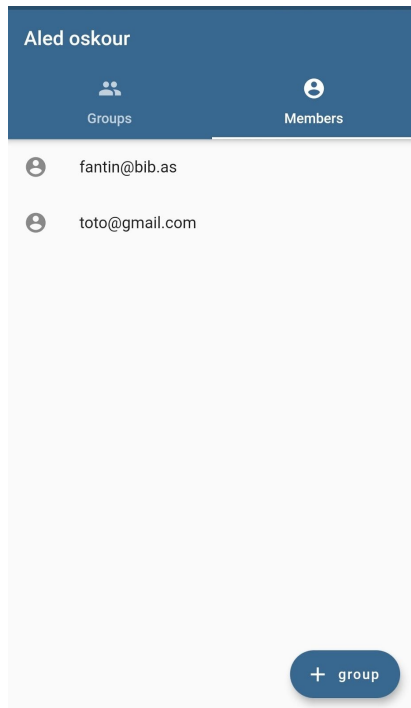 Aled oskour
Groups
Members
fantin@bib.as
toto@gmail.com
group